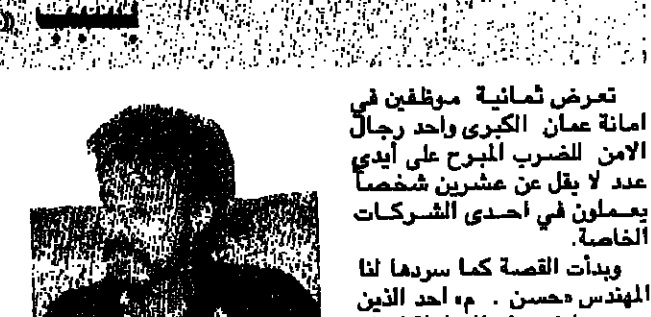 تعرض ثمانية موظفين في
امانة عمان الكبرى واحد رجال
الامن للضرب المبرح على أيدي
عدد لا يقل عن عشرين شخصاً
يعملون في احدى الشركات
الخاصة.
وبدأت القصة كما سردها لنا
المهندس «حسن . م» احد الذين